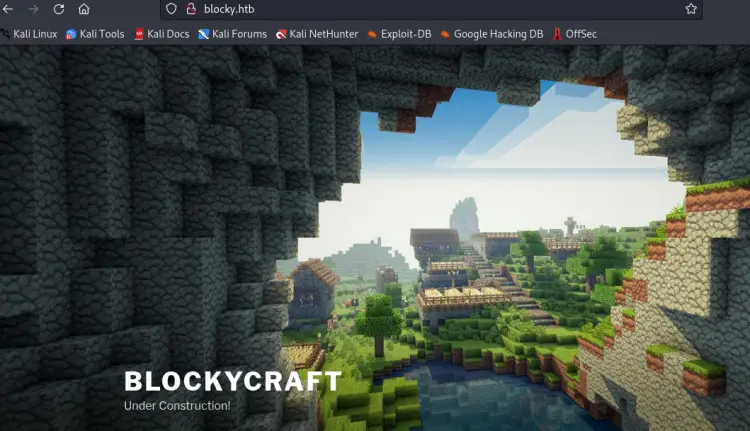 blocky.htb
Kali Linux Kali Tools Kali Docs Kali Forums Kali NetHunter Exploit-DB Google Hacking DB OffSec
BLOCKYCRAFT
Under Construction!